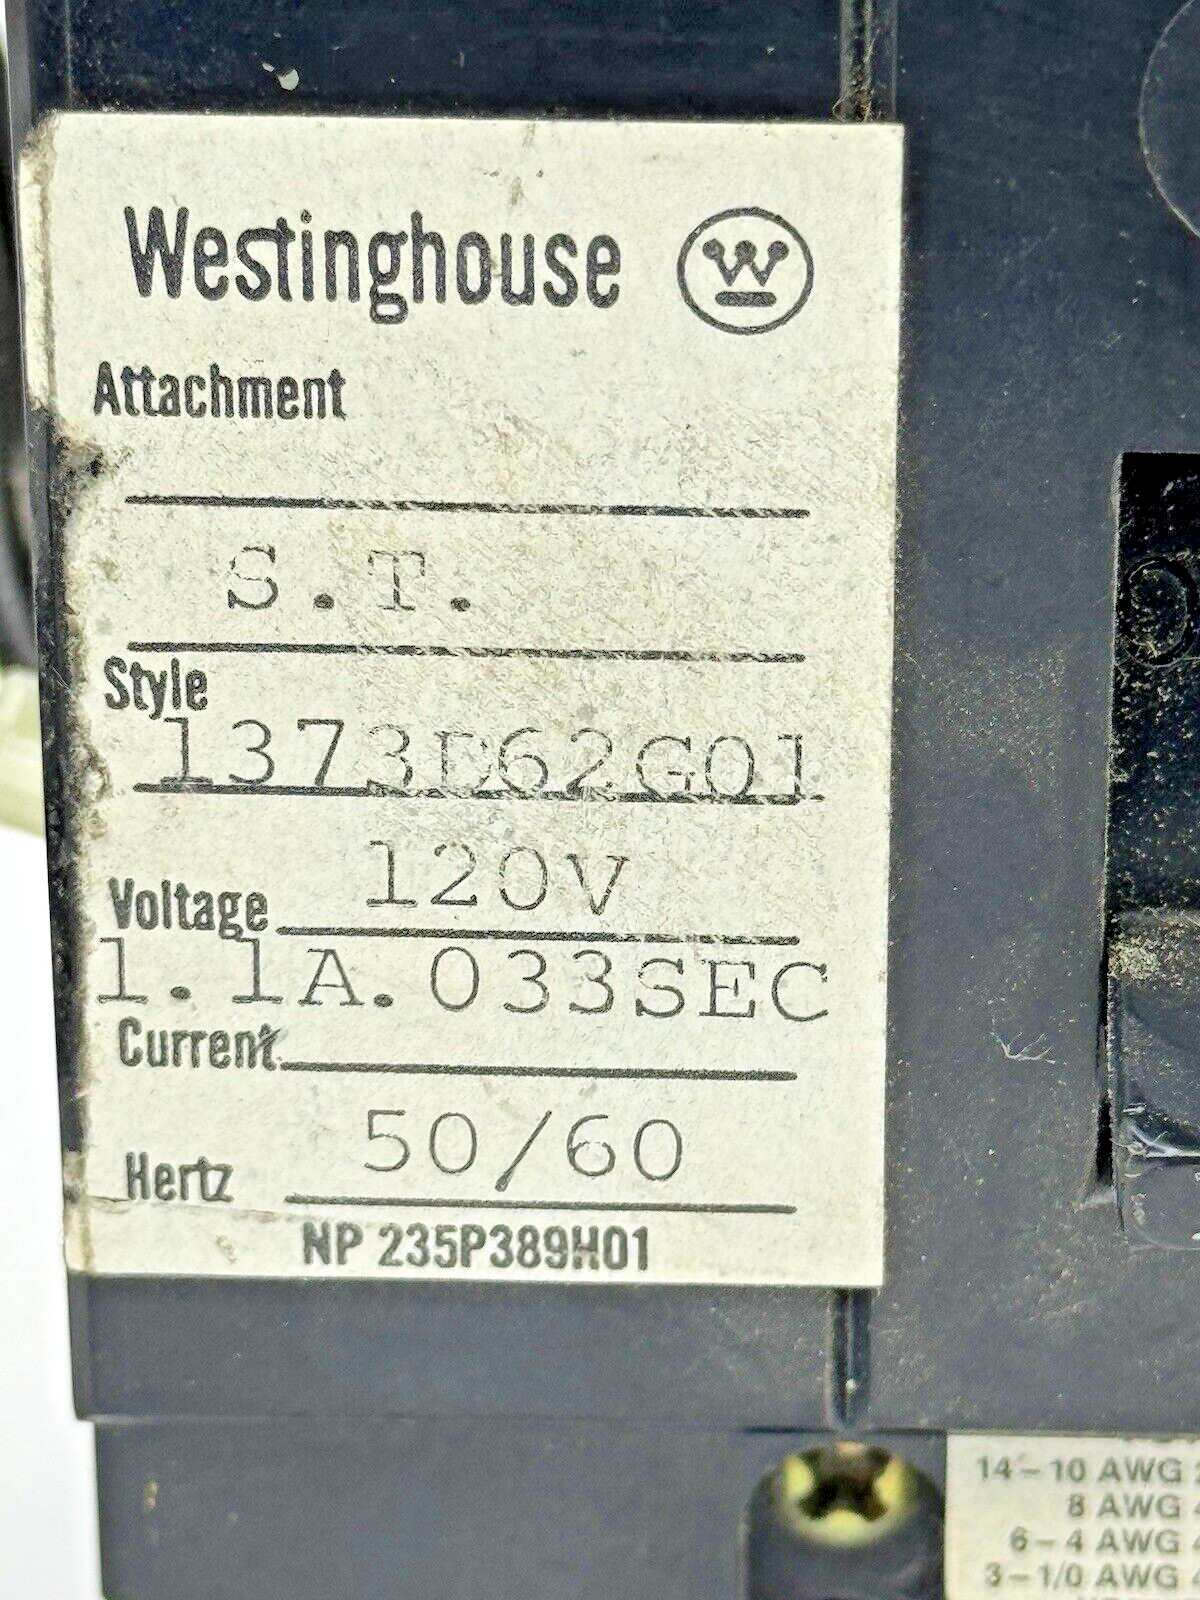 Westinghouse W
Attachment
S.T.
Style
1373D62G01
120V
Voltage
1.1A.033SEC
Current
50/60
Hertz
NP 235P389H01
14-10 AWG
8 AWG
6-4 AWG
3-1/0 AWG